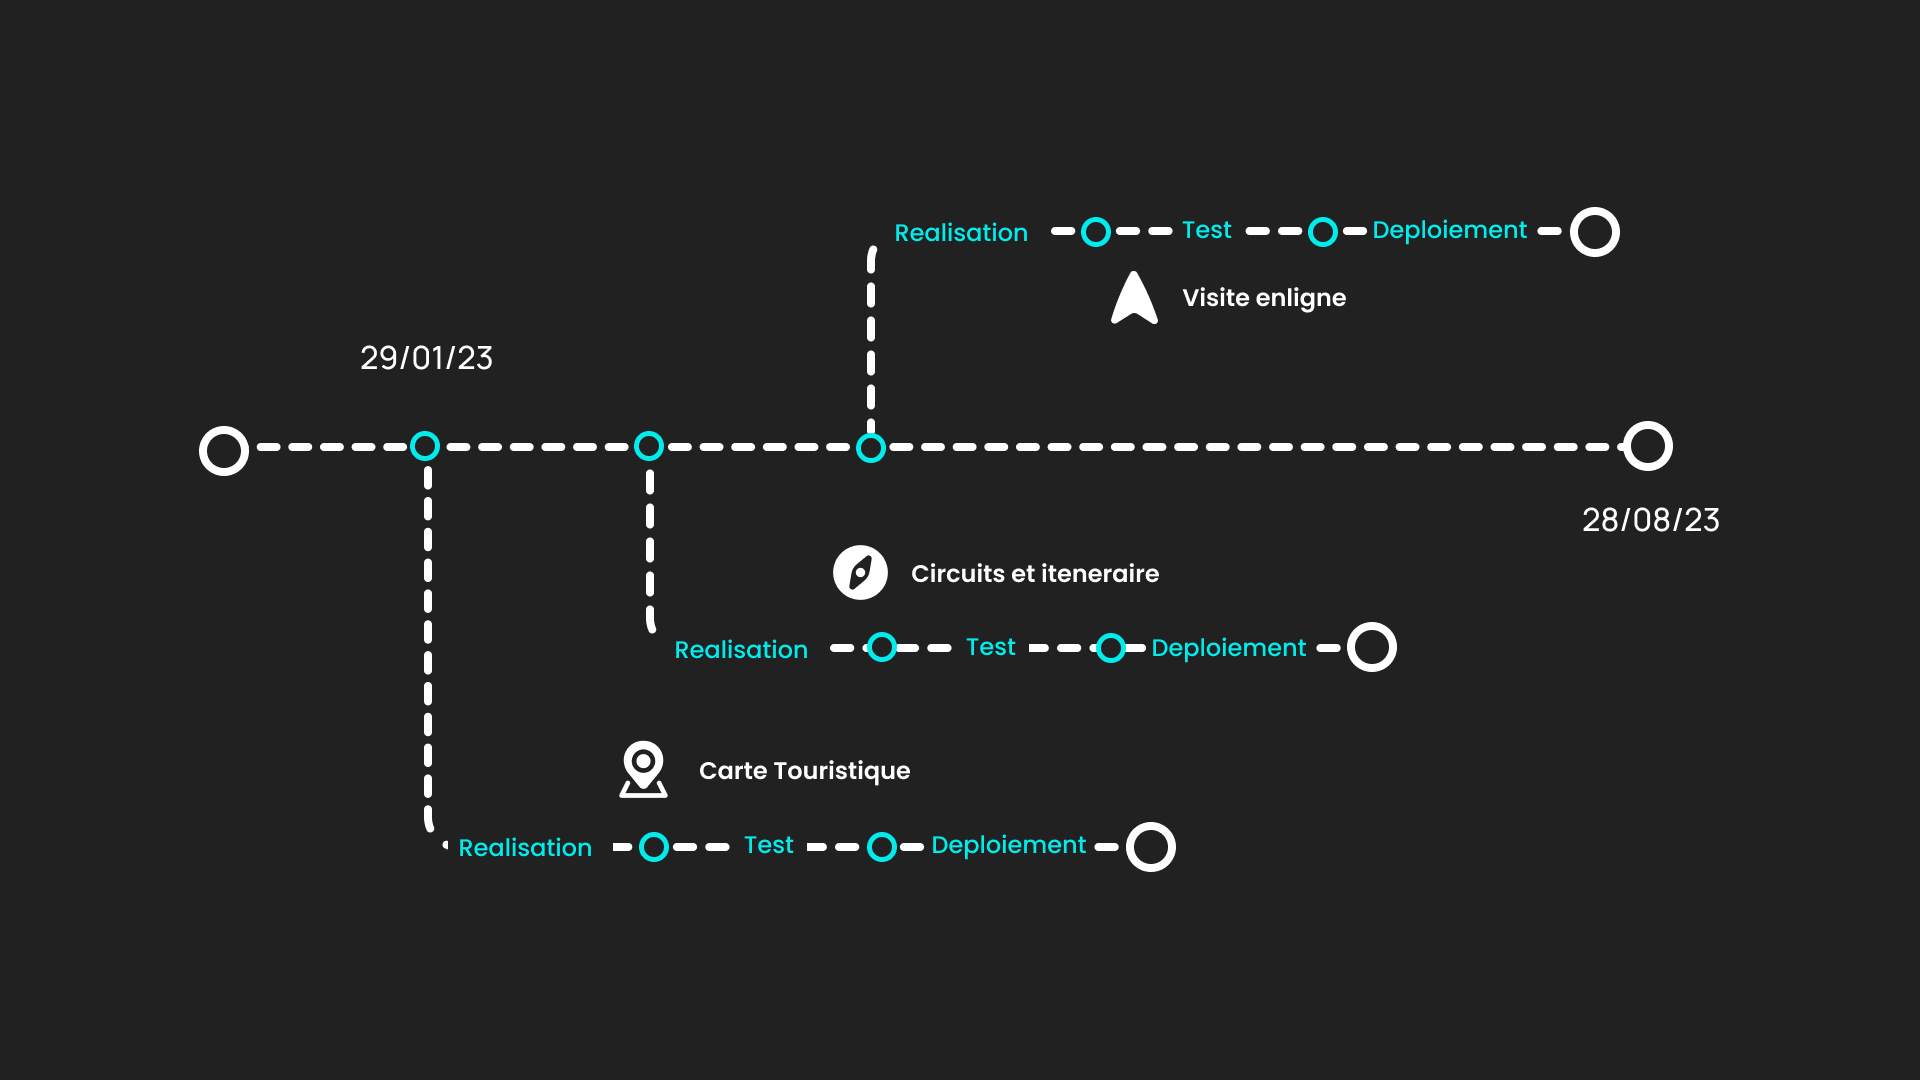 Realisation
Test
Deploiement
Visite enligne
29/01/23
28/08/23
Circuits et iteneraire
Realisation
Test
Deploiement
Carte Touristique
Realisation
Test
Deploiement